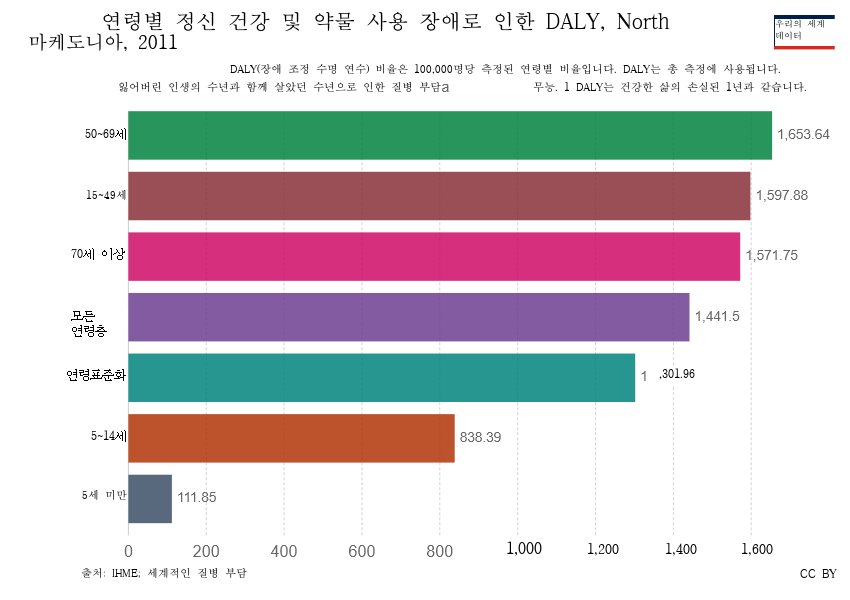 연령별 정신 건강 및 약물 사용 장애로 인한 DALY, North
마케도니아, 2011
우리의 세계
데이터
DALY(장애 조정 수명 연수) 비율은 100,000명당 측정된 연령별 비율입니다. DALY는 총 측정에 사용됩니다.
잃어버린 인생의 수년과 함께 살았던 수년으로 인한 질병 부담a 무능. 1 DALY는 건강한 삶의 손실된 1년과 같습니다.
50~69세 1,653.64
15~49세 1,597.88
70세 이상 1,571.75
모든
연령층 1,441.5
연령표준화 1 ,301.96
5~14세 838.39
5세 미만 111.85
0 200 400 600 800 1,000 1,200 1,400 1,600
출처: IHME; 세계적인 질병 부담 CC BY